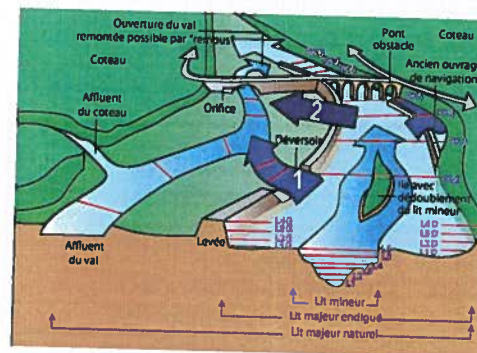 Ouverture du val
remontée possible par "remous"
Pont
obstacle
Coteau
Coteau
Ancien ouvrage
de navigation
Affluent
du coteau
Orifice
2
Déversoir
1
Ile avec
dédoublement
du lit mineur
Affluent
du val
Levée
Lit mineur
Lit majeur endigué
Lit majeur naturel